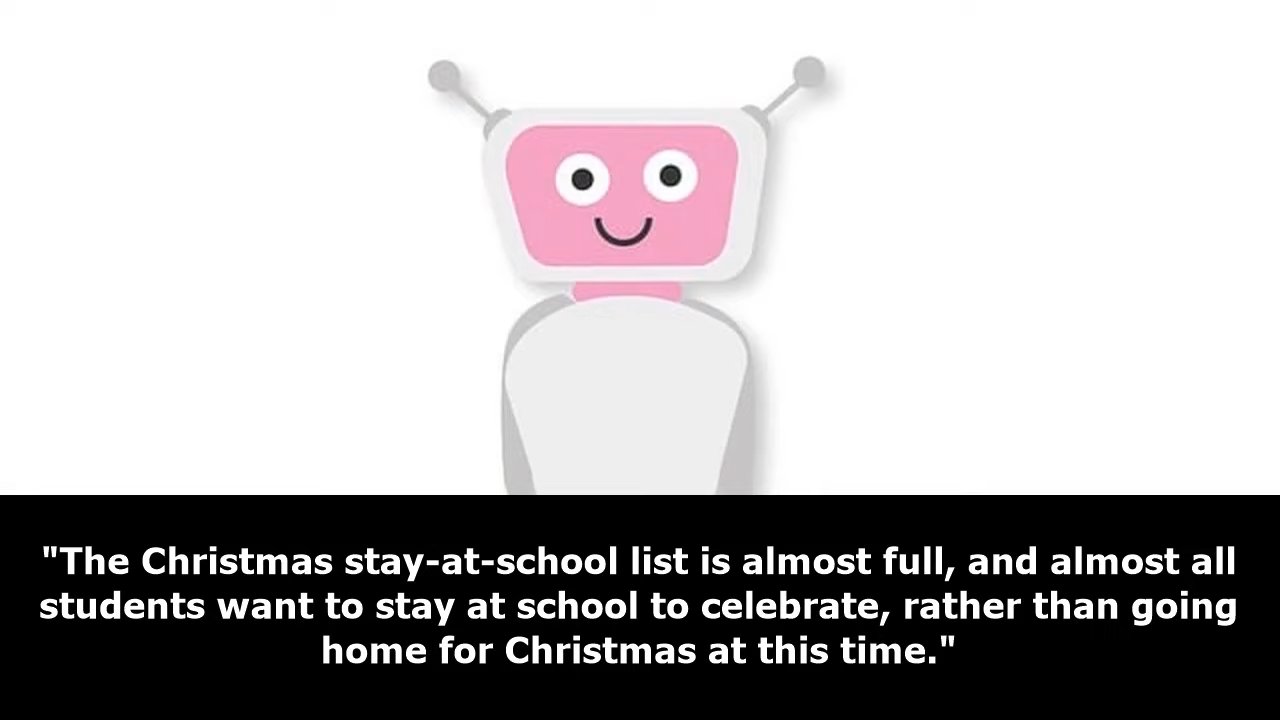 "The Christmas stay-at-school list is almost full, and almost all
students want to stay at school to celebrate, rather than going
home for Christmas at this time."